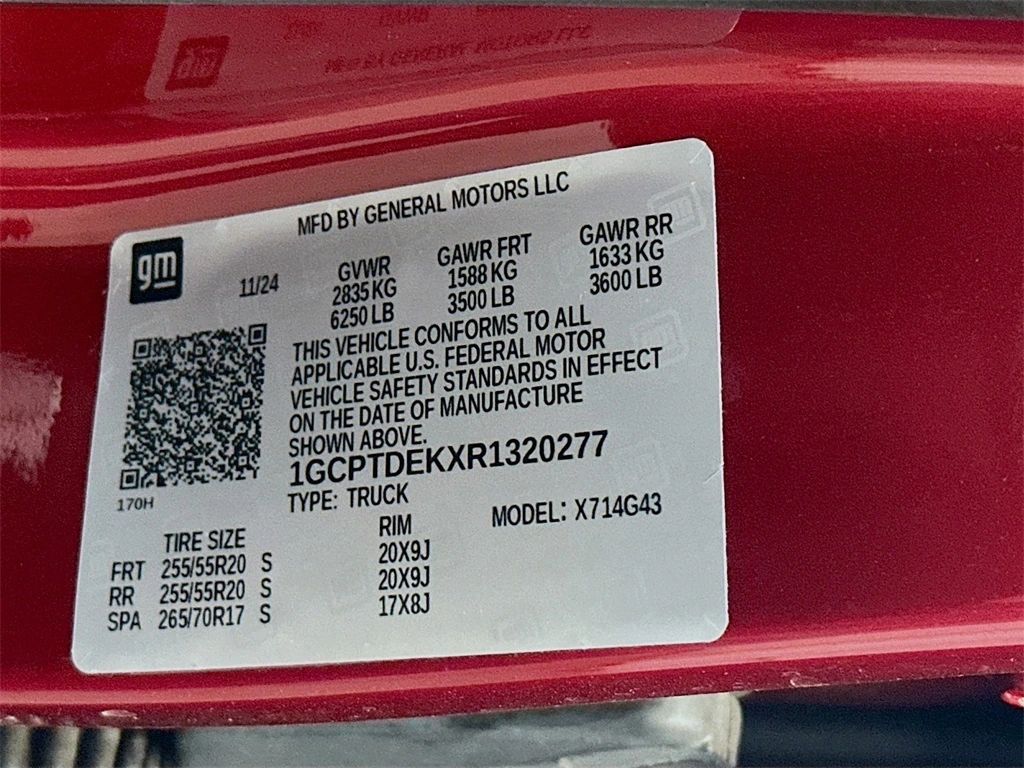 MFD BY GENERAL MOTORS LLC
gm
11/24
GVWR
2835 KG
6250 LB
GAWR FRT
1588 KG
3500 LB
GAWR RR
1633 KG
3600 LB
THIS VEHICLE CONFORMS TO ALL
APPLICABLE U.S. FEDERAL MOTOR
VEHICLE SAFETY STANDARDS IN EFFECT
ON THE DATE OF MANUFACTURE
SHOWN ABOVE.
1GCPTDEKXR1320277
170H
TYPE: TRUCK
MODEL: X714G43
TIRE SIZE RIM
FRT 255/55R20 S 20X9J
RR 255/55R20 S 20X9J
SPA 265/70R17 S 17X8J